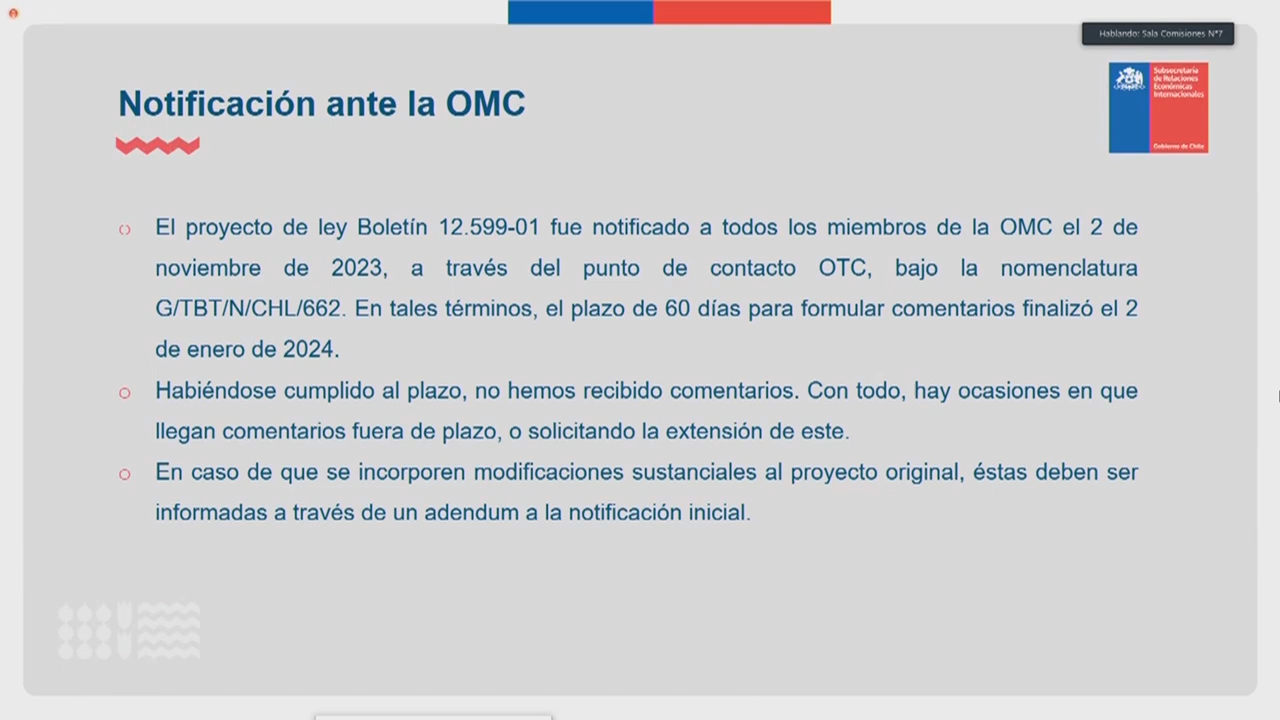 Hablando: Sala Comisiones N°7
Subsecretaría
de Relaciones
Económicas
Internacionales
Gobierno de Chile
Notificación ante la OMC
El proyecto de ley Boletín 12.599-01 fue notificado a todos los miembros de la OMC el 2 de
noviembre de 2023, a través del punto de contacto OTC, bajo la nomenclatura
G/TBT/N/CHL/662. En tales términos, el plazo de 60 días para formular comentarios finalizó el 2
de enero de 2024.
Habiéndose cumplido al plazo, no hemos recibido comentarios. Con todo, hay ocasiones en que
llegan comentarios fuera de plazo, o solicitando la extensión de este.
En caso de que se incorporen modificaciones sustanciales al proyecto original, éstas deben ser
informadas a través de un adendum a la notificación inicial.